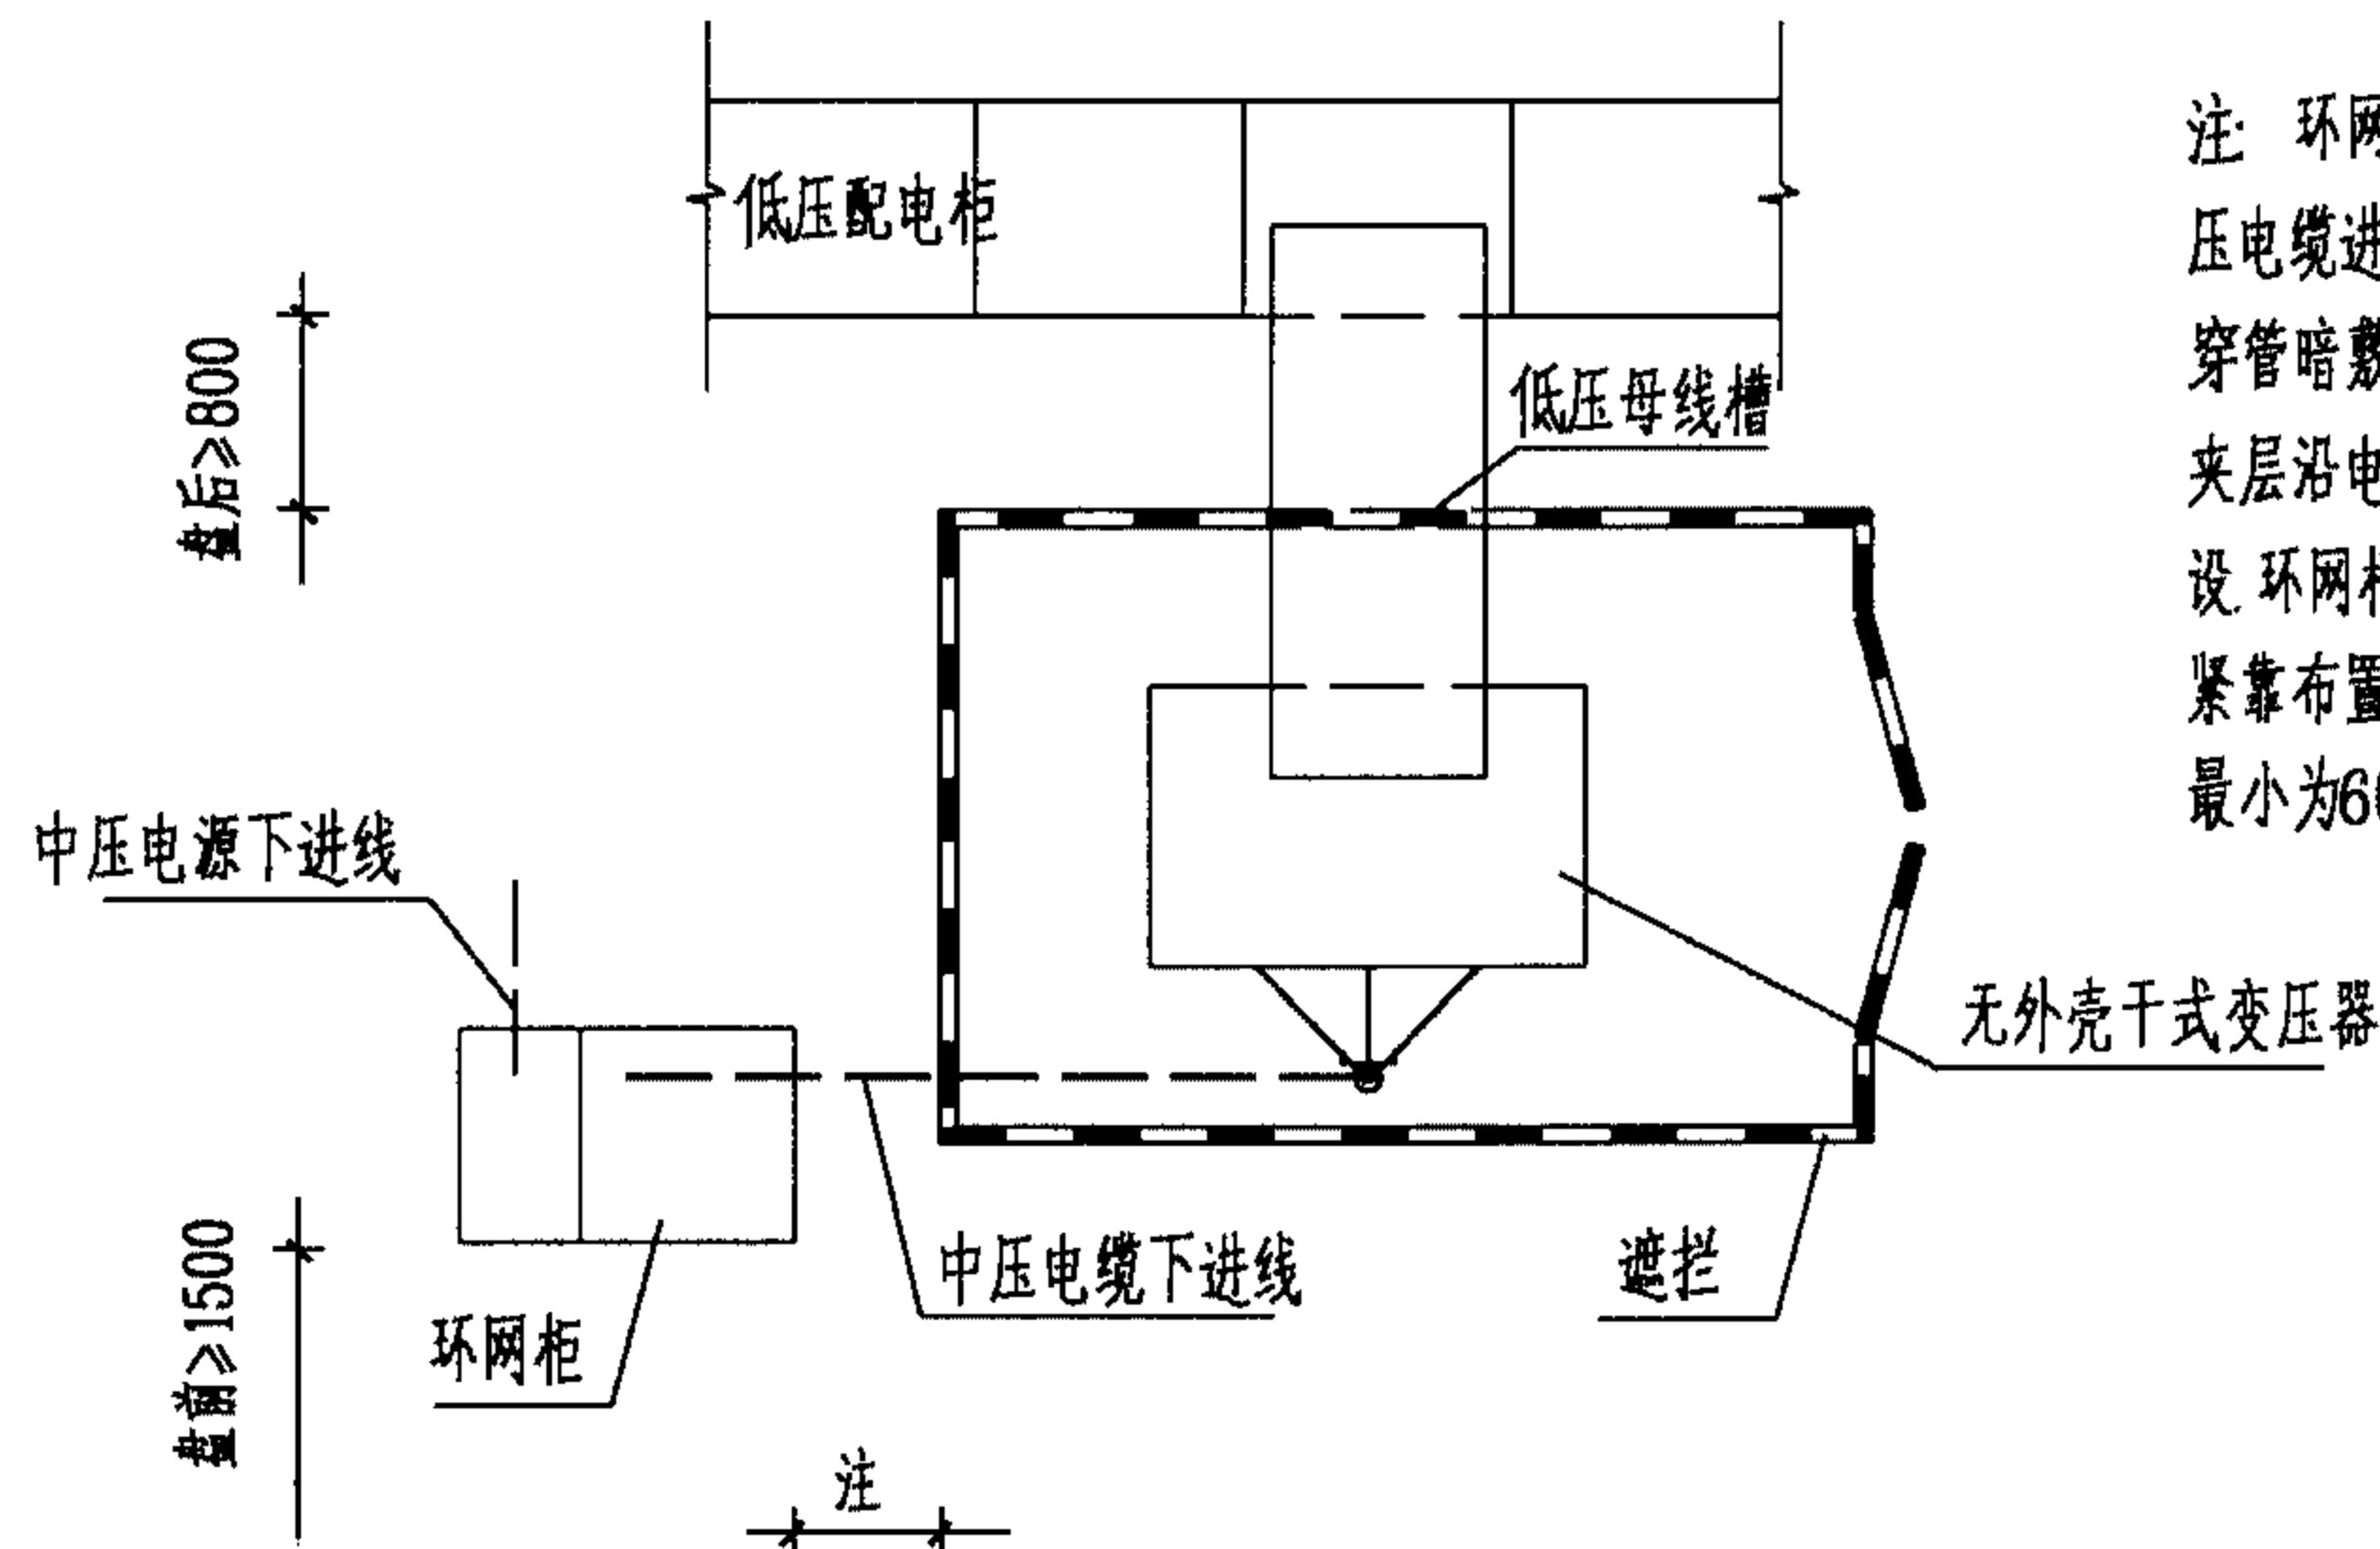 低压配电柜
盘后≥800
低压母线槽
中压电源下进线
无外壳干式变压器
中压电缆下进线
遮拦
环网柜
盘前≥1500
注
注 环网
压电缆进
穿管暗敷
夹层沿电
设.环网柜
紧靠布置
最小为6